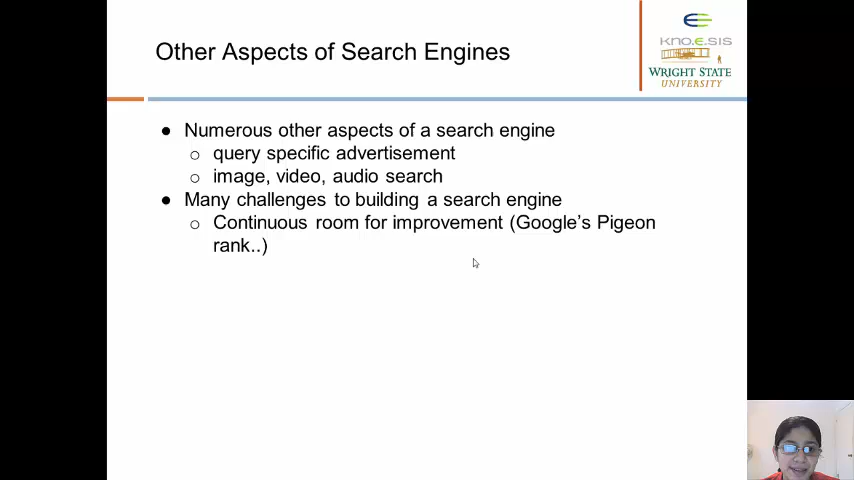 Other Aspects of Search Engines
KNO.E.SIS
WRIGHT STATE
UNIVERSITY
● Numerous other aspects of a search engine
○ query specific advertisement
○ image, video, audio search
● Many challenges to building a search engine
○ Continuous room for improvement (Google's Pigeon
rank..)